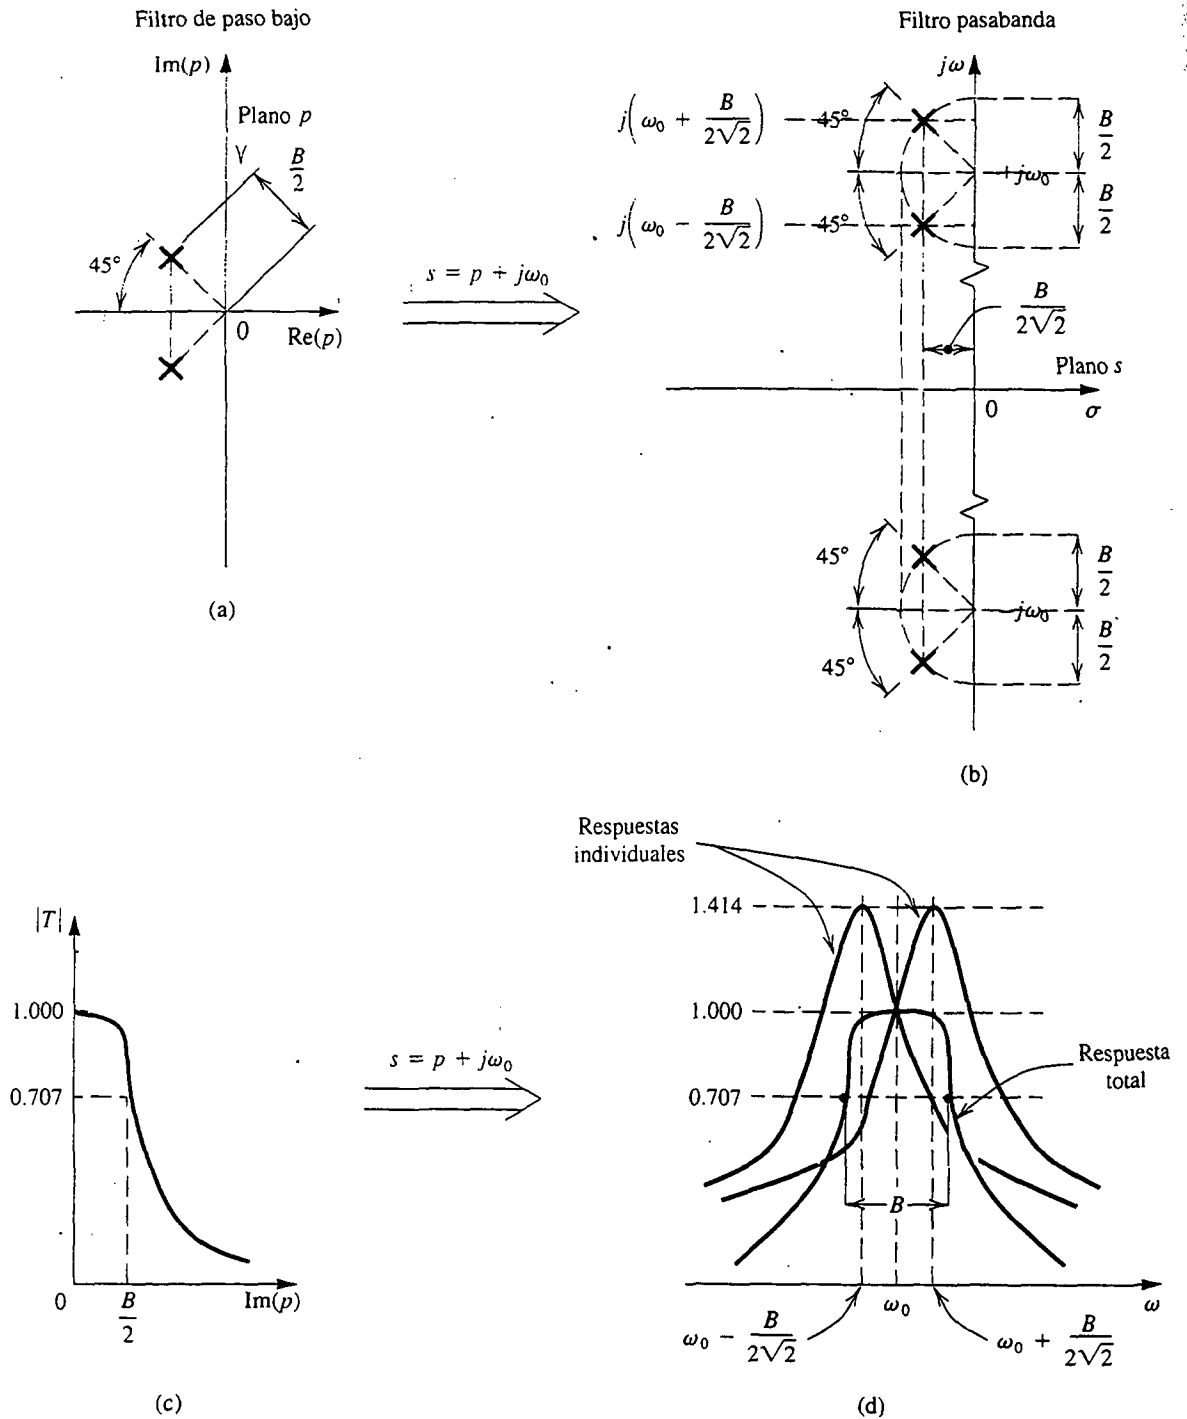 Filtro de paso bajo
Im(p)
Plano p
B/2
45°
0
Re(p)
(a)
s = p + jω₀
Filtro pasabanda
jω
j(ω₀ + B/2√2)
45°
+jω₀
B/2
j(ω₀ − B/2√2)
45°
B/2
B/2√2
Plano s
0
σ
45°
B/2
−jω₀
45°
B/2
(b)
|T|
1.000
0.707
0
B/2
Im(p)
(c)
s = p + jω₀
Respuestas
individuales
1.414
1.000
0.707
Respuesta
total
B
ω₀
ω
ω₀ − B/2√2
ω₀ + B/2√2
(d)